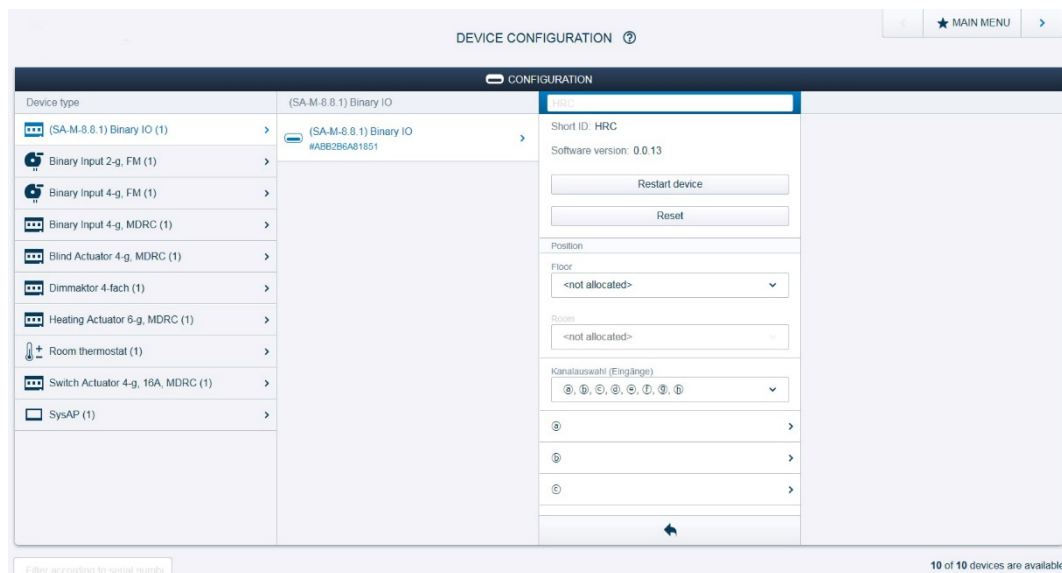 ★ MAIN MENU
DEVICE CONFIGURATION ?
CONFIGURATION
Device type
(SA-M-8.8.1) Binary IO (1)
Binary Input 2-g, FM (1)
Binary Input 4-g, FM (1)
Binary Input 4-g, MDRC (1)
Blind Actuator 4-g, MDRC (1)
Dimmaktor 4-fach (1)
Heating Actuator 6-g, MDRC (1)
Room thermostat (1)
Switch Actuator 4-g, 16A, MDRC (1)
SysAP (1)
(SA-M-8.8.1) Binary IO
(SA-M-8.8.1) Binary IO
#ABB2B6A81851
HRC
Short ID: HRC
Software version: 0.0.13
Restart device
Reset
Position
Floor
<not allocated>
Room
<not allocated>
Kanalauswahl (Eingänge)
ⓐ, ⓑ, ⓒ, ⓓ, ⓔ, ⓕ, ⓖ, ⓗ
ⓐ
ⓑ
ⓒ
Filter according to serial numbe
10 of 10 devices are available